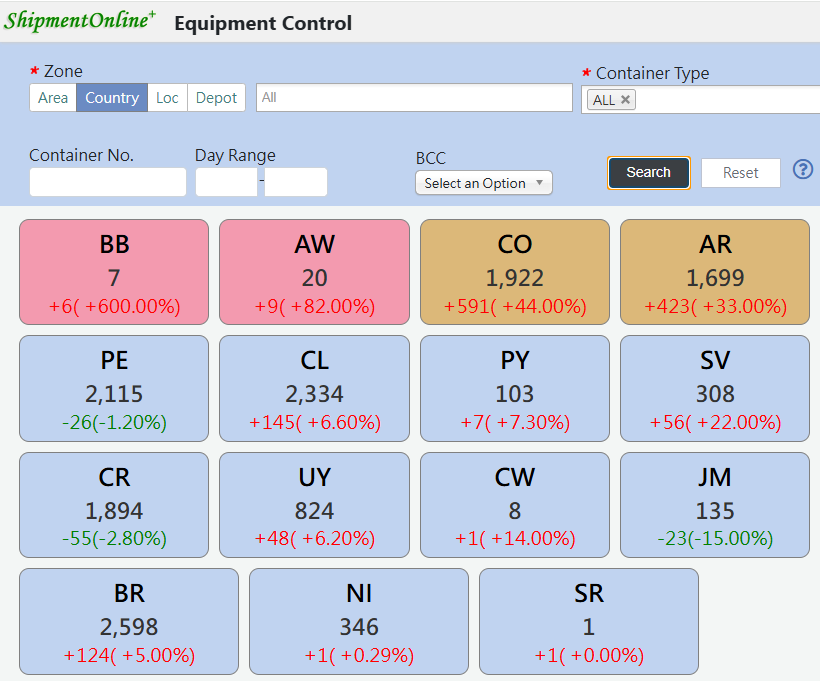 ShipmentOnline+ Equipment Control
* Zone
* Container Type
Area Country Loc Depot All
ALL ×
Container No. Day Range
BCC
-
Select an Option
Search
Reset
?
BB AW CO AR
7 20 1,922 1,699
+6( +600.00%) +9( +82.00%) +591( +44.00%) +423( +33.00%)
PE CL PY SV
2,115 2,334 103 308
-26(-1.20%) +145( +6.60%) +7( +7.30%) +56( +22.00%)
CR UY CW JM
1,894 824 8 135
-55(-2.80%) +48( +6.20%) +1( +14.00%) -23(-15.00%)
BR NI SR
2,598 346 1
+124( +5.00%) +1( +0.29%) +1( +0.00%)